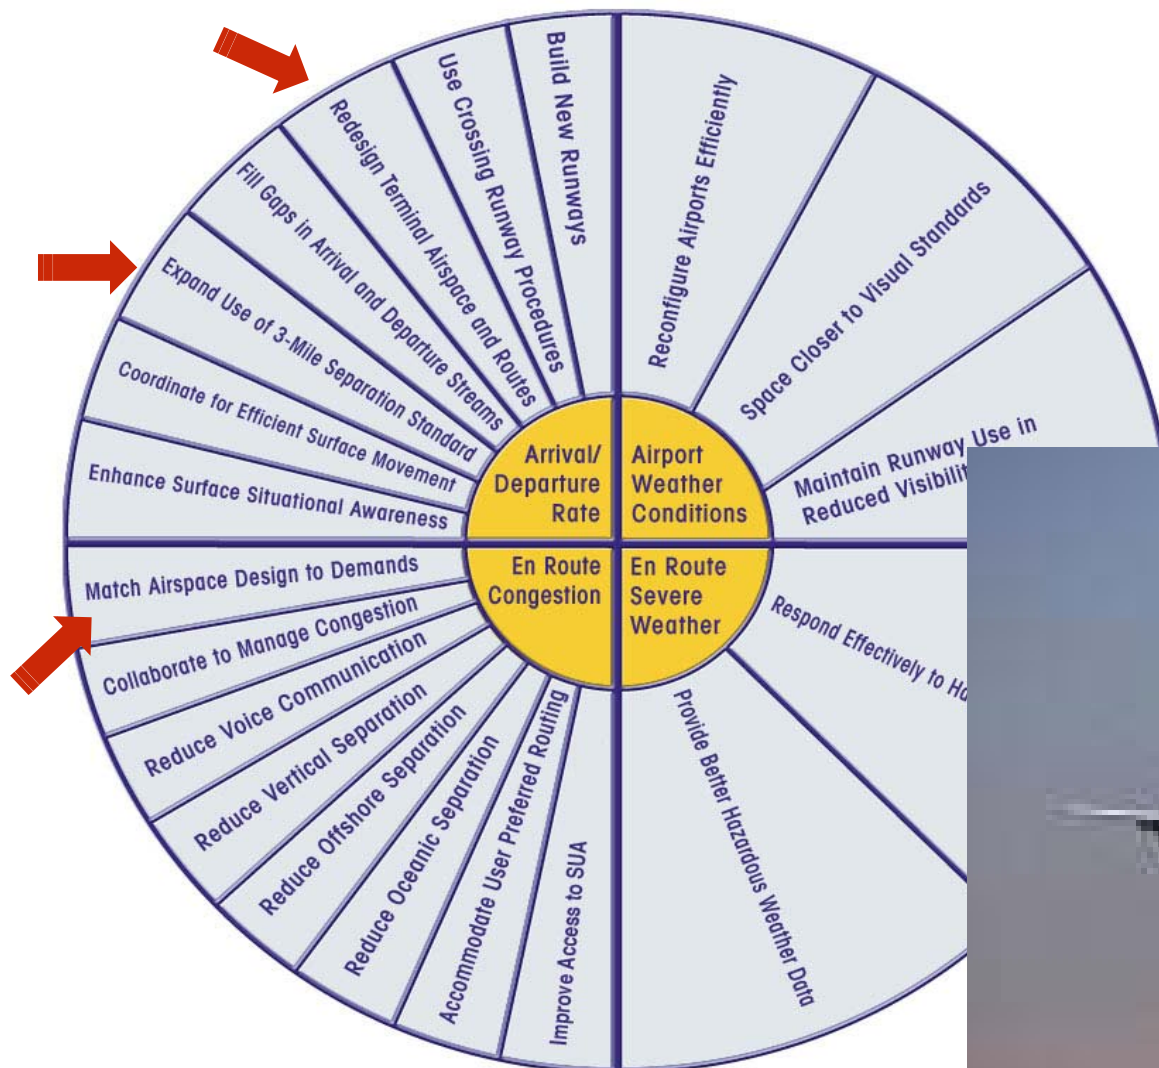 Build New Runways
Use Crossing Runway Procedures
Redesign Terminal Airspace and Routes
Fill Gaps in Arrival and Departure Streams
Expand Use of 3-Mile Separation Standard
Coordinate for Efficient Surface Movement
Enhance Surface Situational Awareness
Arrival/
Departure
Rate
Reconfigure Airports Efficiently
Space Closer to Visual Standards
Maintain Runway Use in
Reduced
Airport
Weather
Conditions
Match Airspace Design to Demands
Collaborate to Manage Congestion
Reduce Voice Communication
Reduce Vertical Separation
Reduce Offshore Separation
Reduce Oceanic Separation
Accommodate User Preferred Routing
Improve Access to SUA
En Route
Congestion
En Route
Severe
Weather
Respond Effectively to
Provide Better Hazardous Weather Data